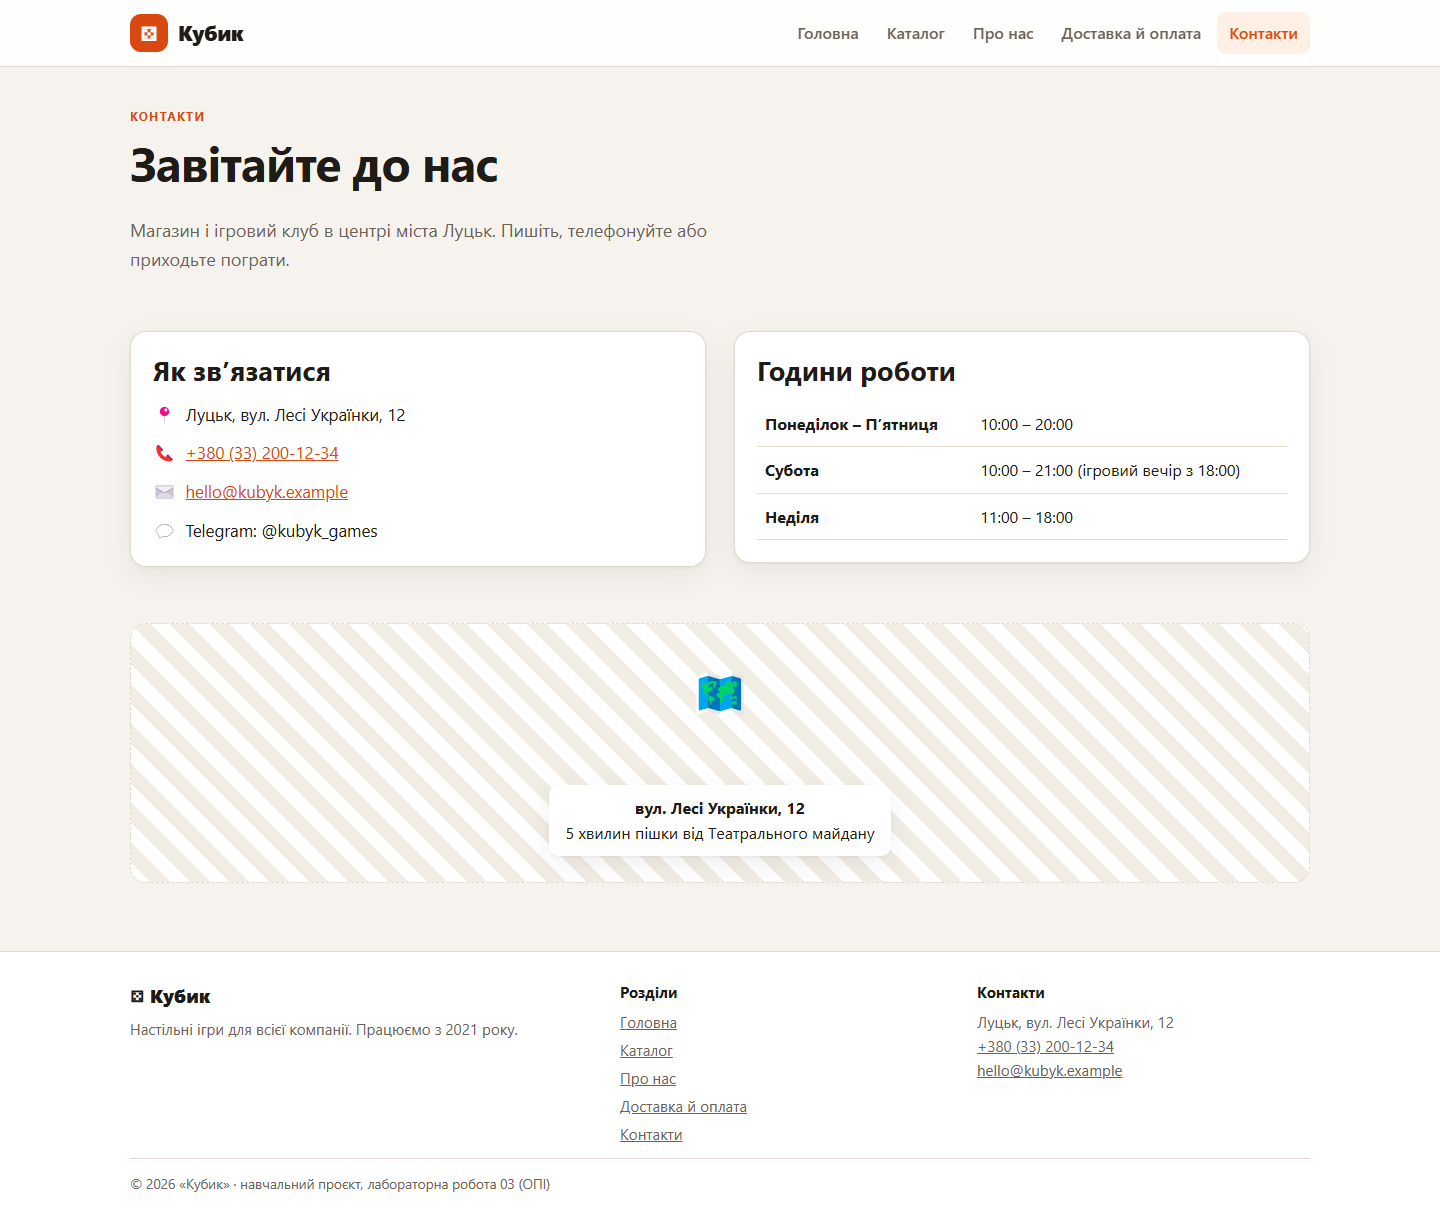 Кубик
Головна
Каталог
Про нас
Доставка й оплата
Контакти
КОНТАКТИ
Завітайте до нас
Магазин і ігровий клуб в центрі міста Луцьк. Пишіть, телефонуйте або
приходьте пограти.
Як зв’язатися
Луцьк, вул. Лесі Українки, 12
+380 (33) 200-12-34
hello@kubyk.example
Telegram: @kubyk_games
Години роботи
Понеділок – П’ятниця 10:00 – 20:00
Субота 10:00 – 21:00 (ігровий вечір з 18:00)
Неділя 11:00 – 18:00
вул. Лесі Українки, 12
5 хвилин пішки від Театрального майдану
Кубик
Настільні ігри для всієї компанії. Працюємо з 2021 року.
Розділи
Головна
Каталог
Про нас
Доставка й оплата
Контакти
Контакти
Луцьк, вул. Лесі Українки, 12
+380 (33) 200-12-34
hello@kubyk.example
© 2026 «Кубик» · навчальний проєкт, лабораторна робота 03 (ОПІ)